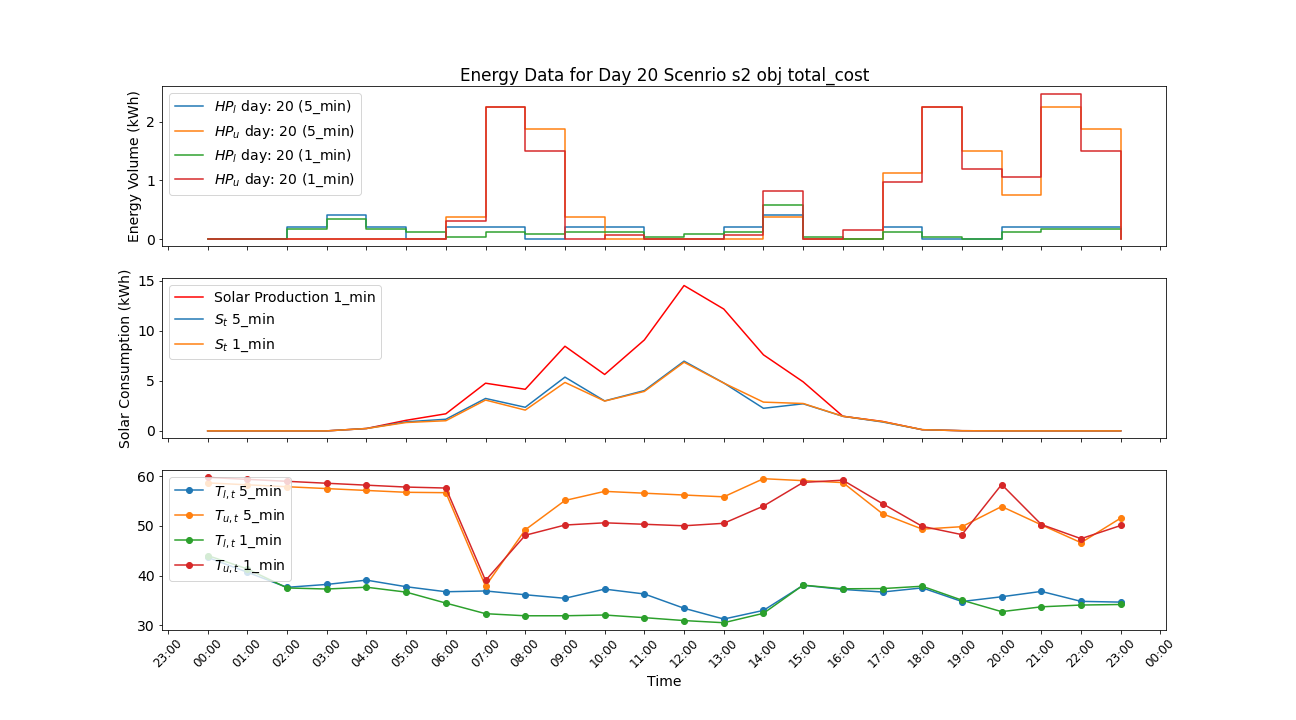 Energy Data for Day 20 Scenrio s2 obj total_cost
Energy Volume (kWh)
2
1
0
HP_l day: 20 (5_min)
HP_u day: 20 (5_min)
HP_l day: 20 (1_min)
HP_u day: 20 (1_min)
Solar Consumption (kWh)
15
10
5
0
Solar Production 1_min
S_t 5_min
S_t 1_min
60
50
40
30
T_{l,t} 5_min
T_{u,t} 5_min
T_{l,t} 1_min
T_{u,t} 1_min
23:00 00:00 01:00 02:00 03:00 04:00 05:00 06:00 07:00 08:00 09:00 10:00 11:00 12:00 13:00 14:00 15:00 16:00 17:00 18:00 19:00 20:00 21:00 22:00 23:00 00:00
Time